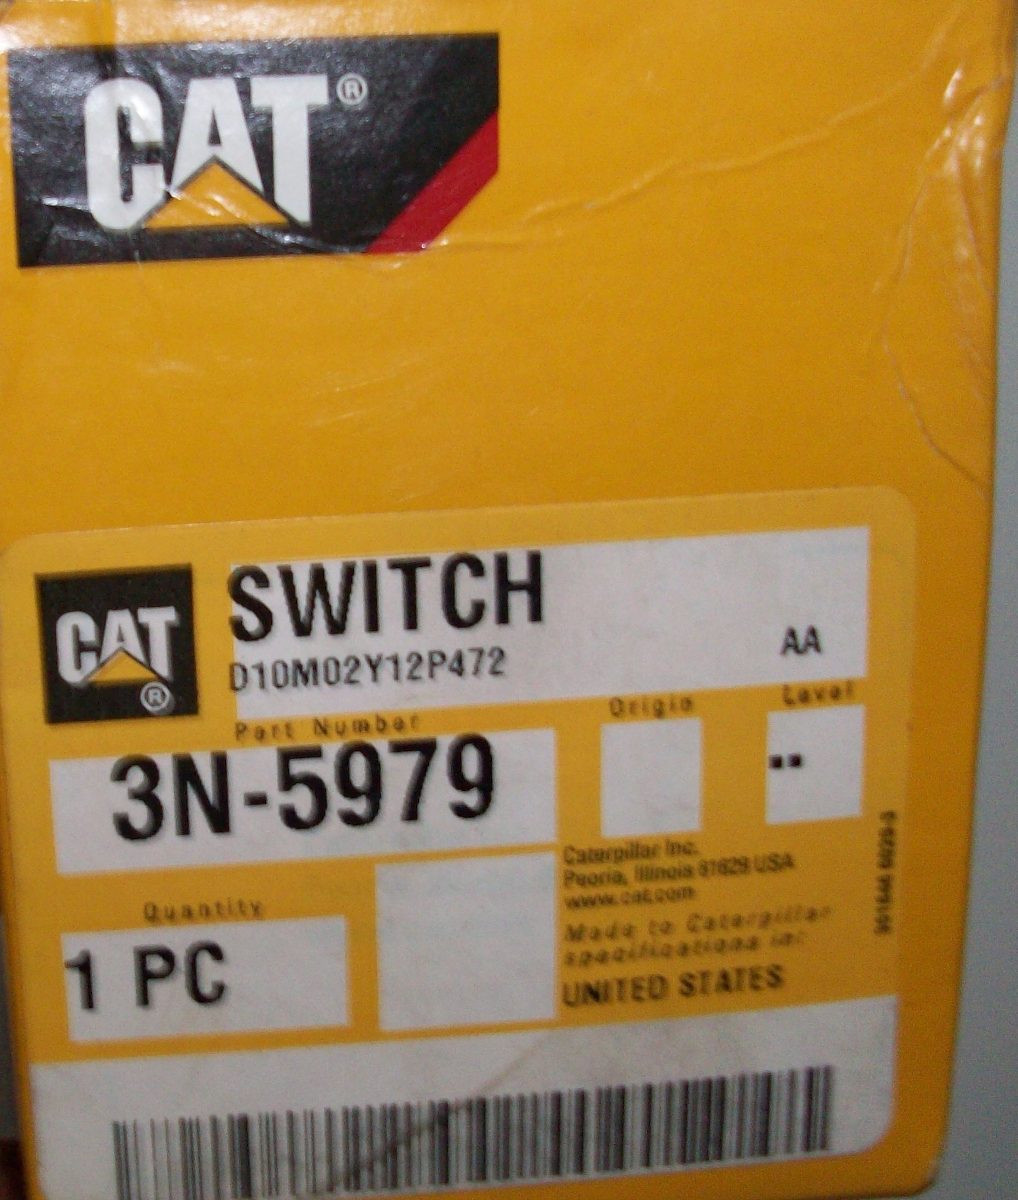 CAT®
CAT®
SWITCH
D10M02Y12P472
AA
Part Number
Origin
Level
3N-5979
--
Caterpillar Inc.
Peoria, Illinois 61629 USA
www.cat.com
Quantity
Made to Caterpillar
specifications in:
1 PC
UNITED STATES